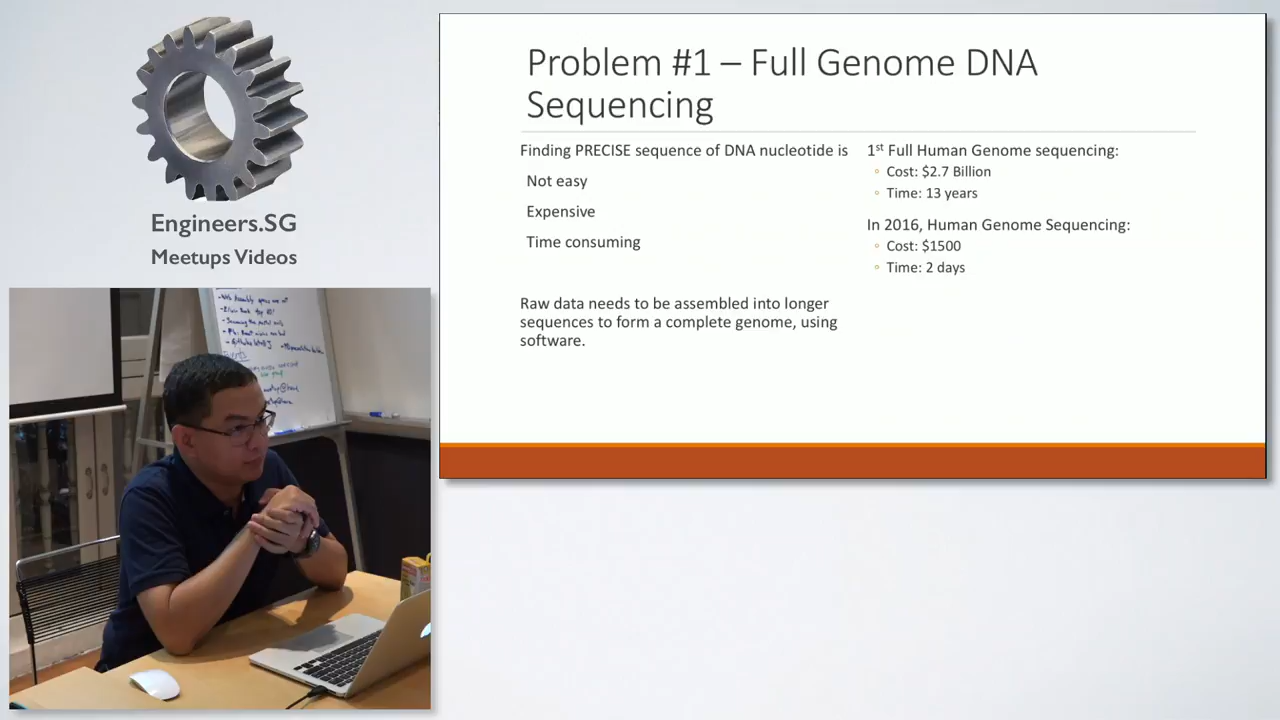 Engineers.SG
Meetups Videos
Problem #1 – Full Genome DNA
Sequencing
Finding PRECISE sequence of DNA nucleotide is
Not easy
Expensive
Time consuming
Raw data needs to be assembled into longer
sequences to form a complete genome, using
software.
1st Full Human Genome sequencing:
Cost: $2.7 Billion
Time: 13 years
In 2016, Human Genome Sequencing:
Cost: $1500
Time: 2 days